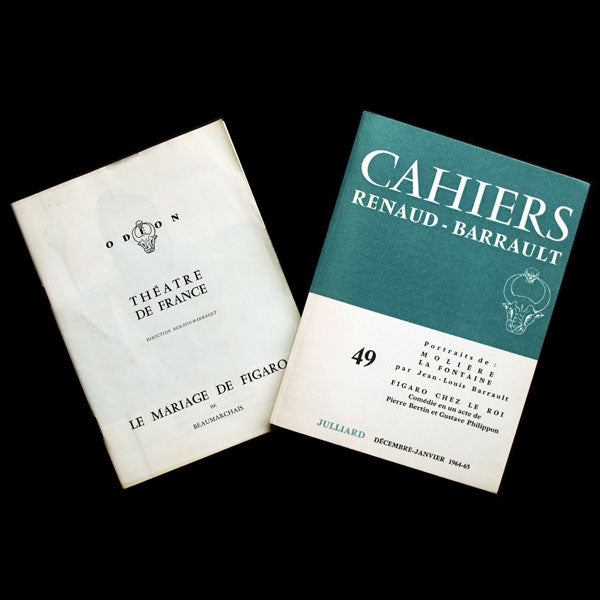 ODÉON
THÉATRE
DE FRANCE
DIRECTION RENAUD-BARRAULT
LE MARIAGE DE FIGARO
DE
BEAUMARCHAIS
CAHIERS
RENAUD - BARRAULT
49
Portraits de :
MOLIÈRE
LA FONTAINE
par Jean-Louis Barrault
FIGARO CHEZ LE ROI
Comédie en un acte de
Pierre Bertin et Gustave Philippon
JULLIARD
DÉCEMBRE-JANVIER 1964-65